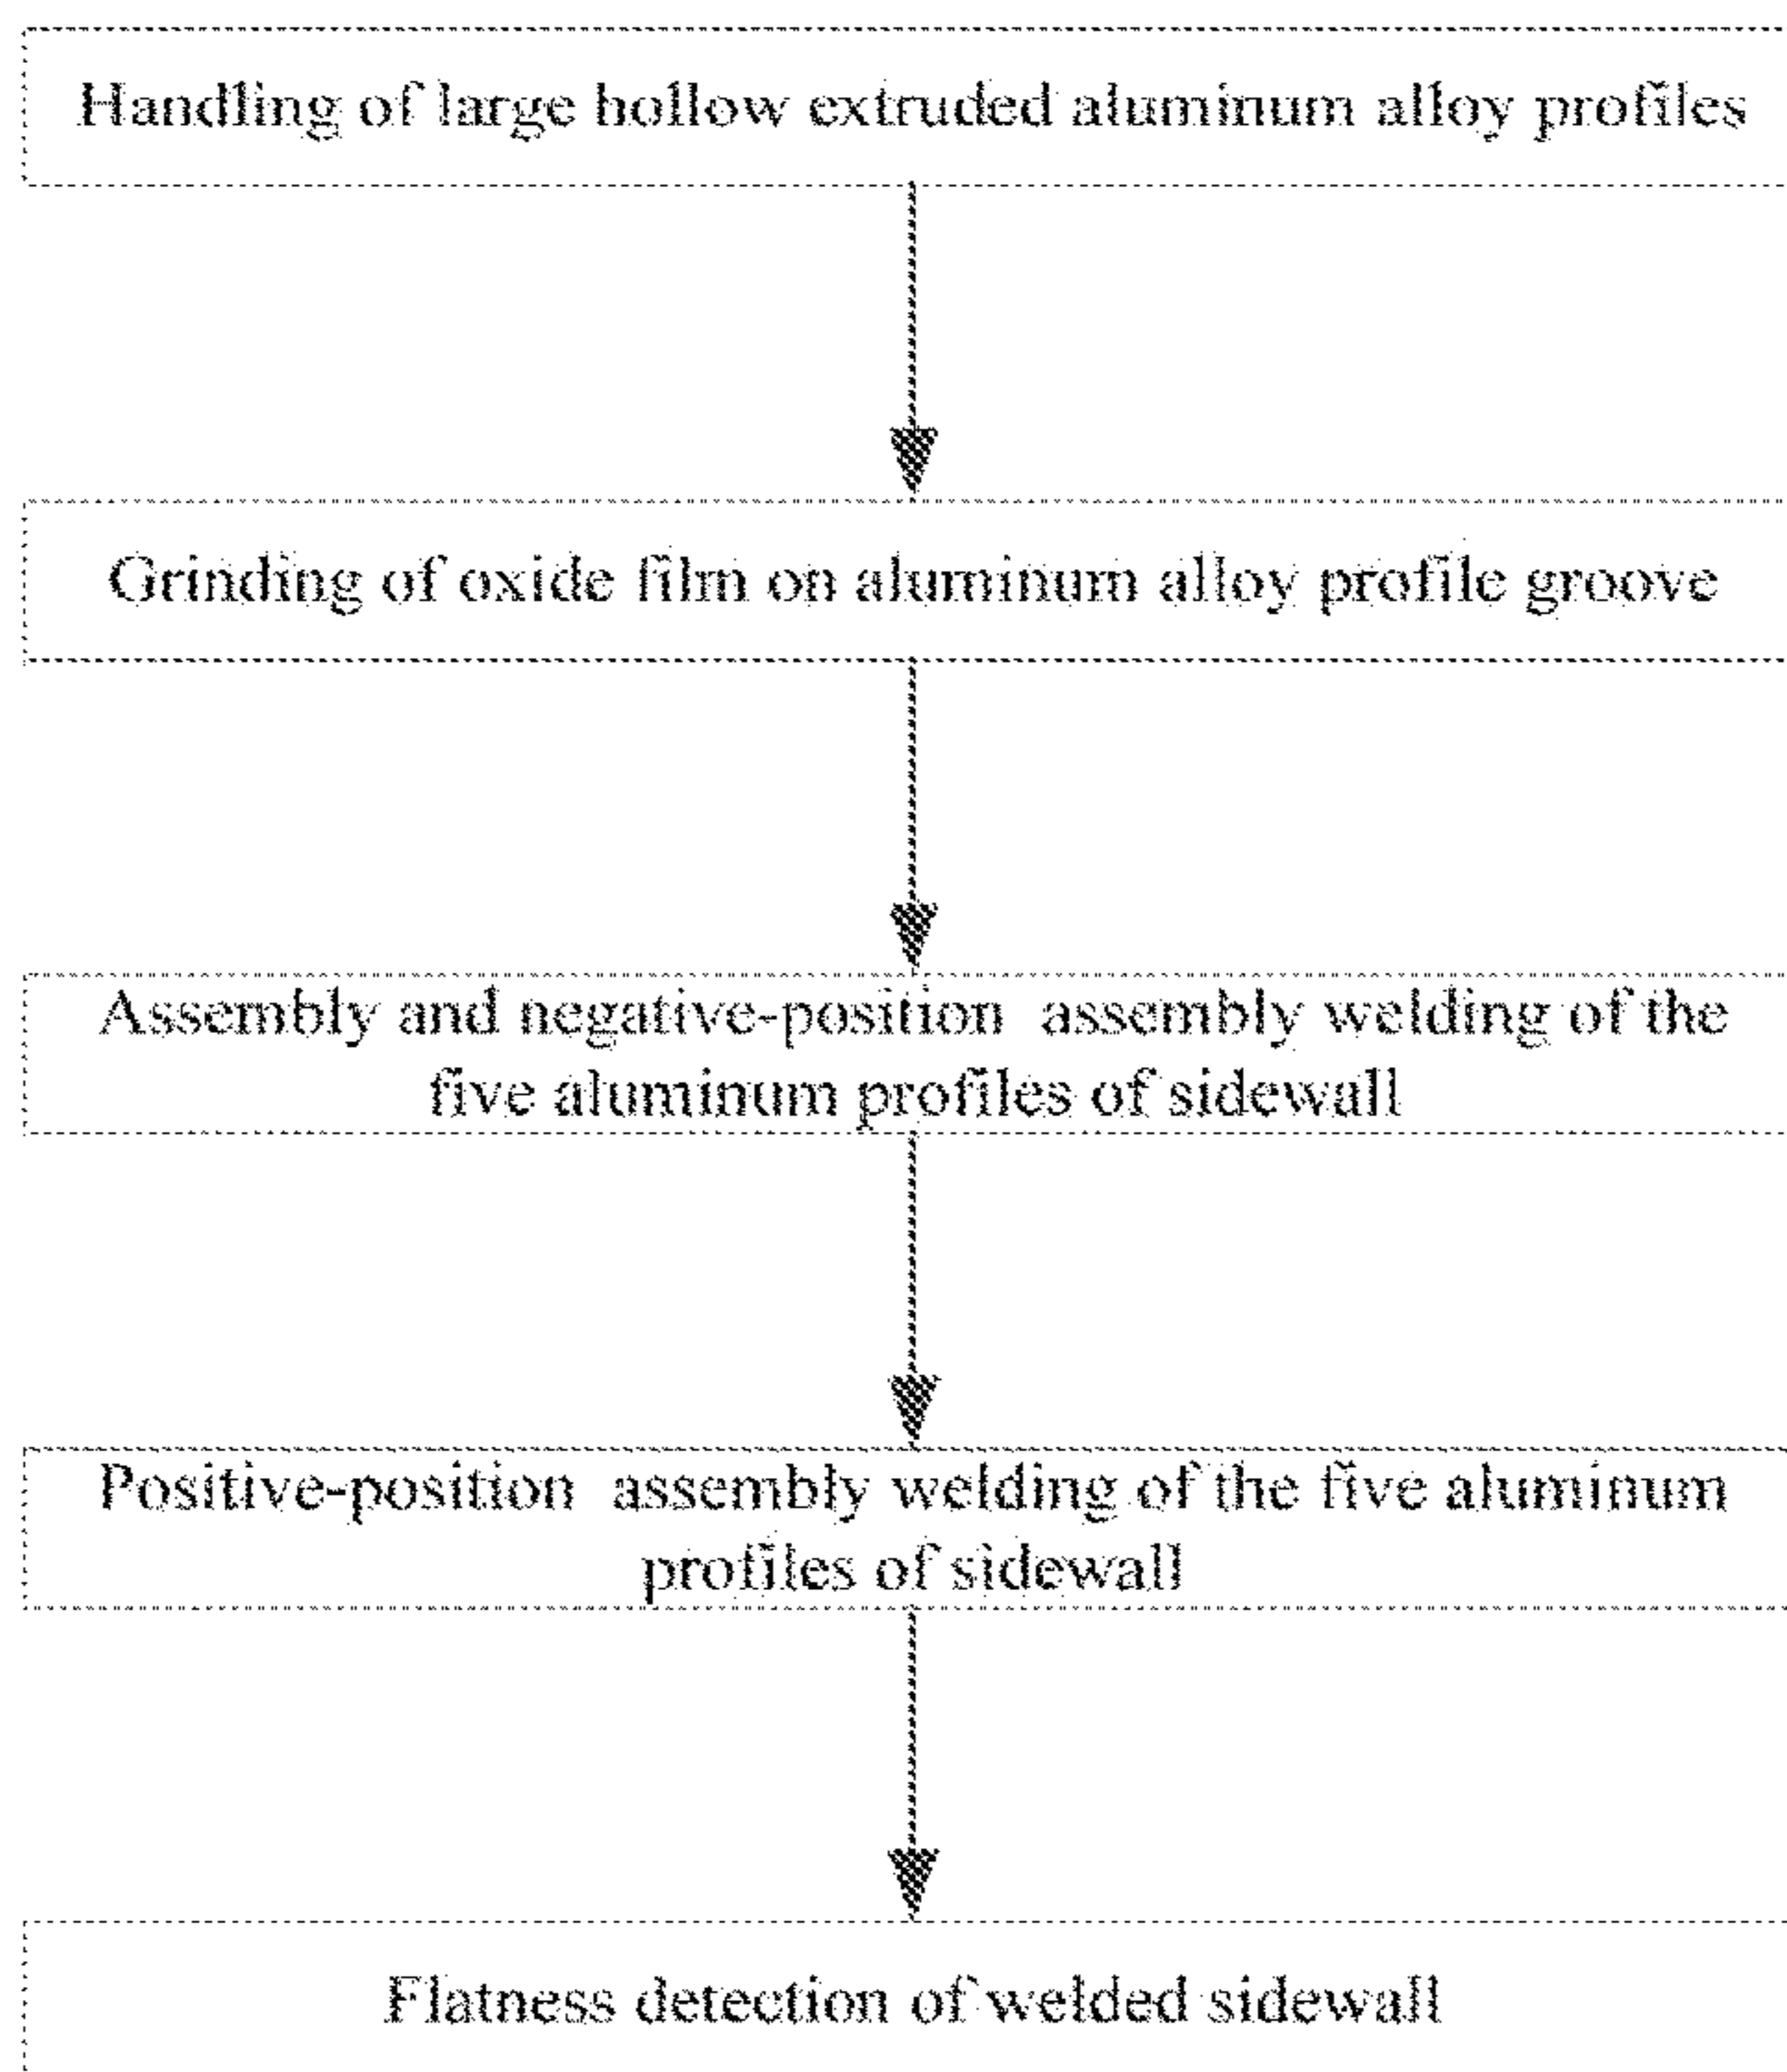 Handling of large hollow extruded aluminum alloy profiles
Grinding of oxide film on aluminum alloy profile groove
Assembly and negative-position assembly welding of the
five aluminum profiles of sidewall
Positive-position assembly welding of the five aluminum
profiles of sidewall
Flatness detection of welded sidewall